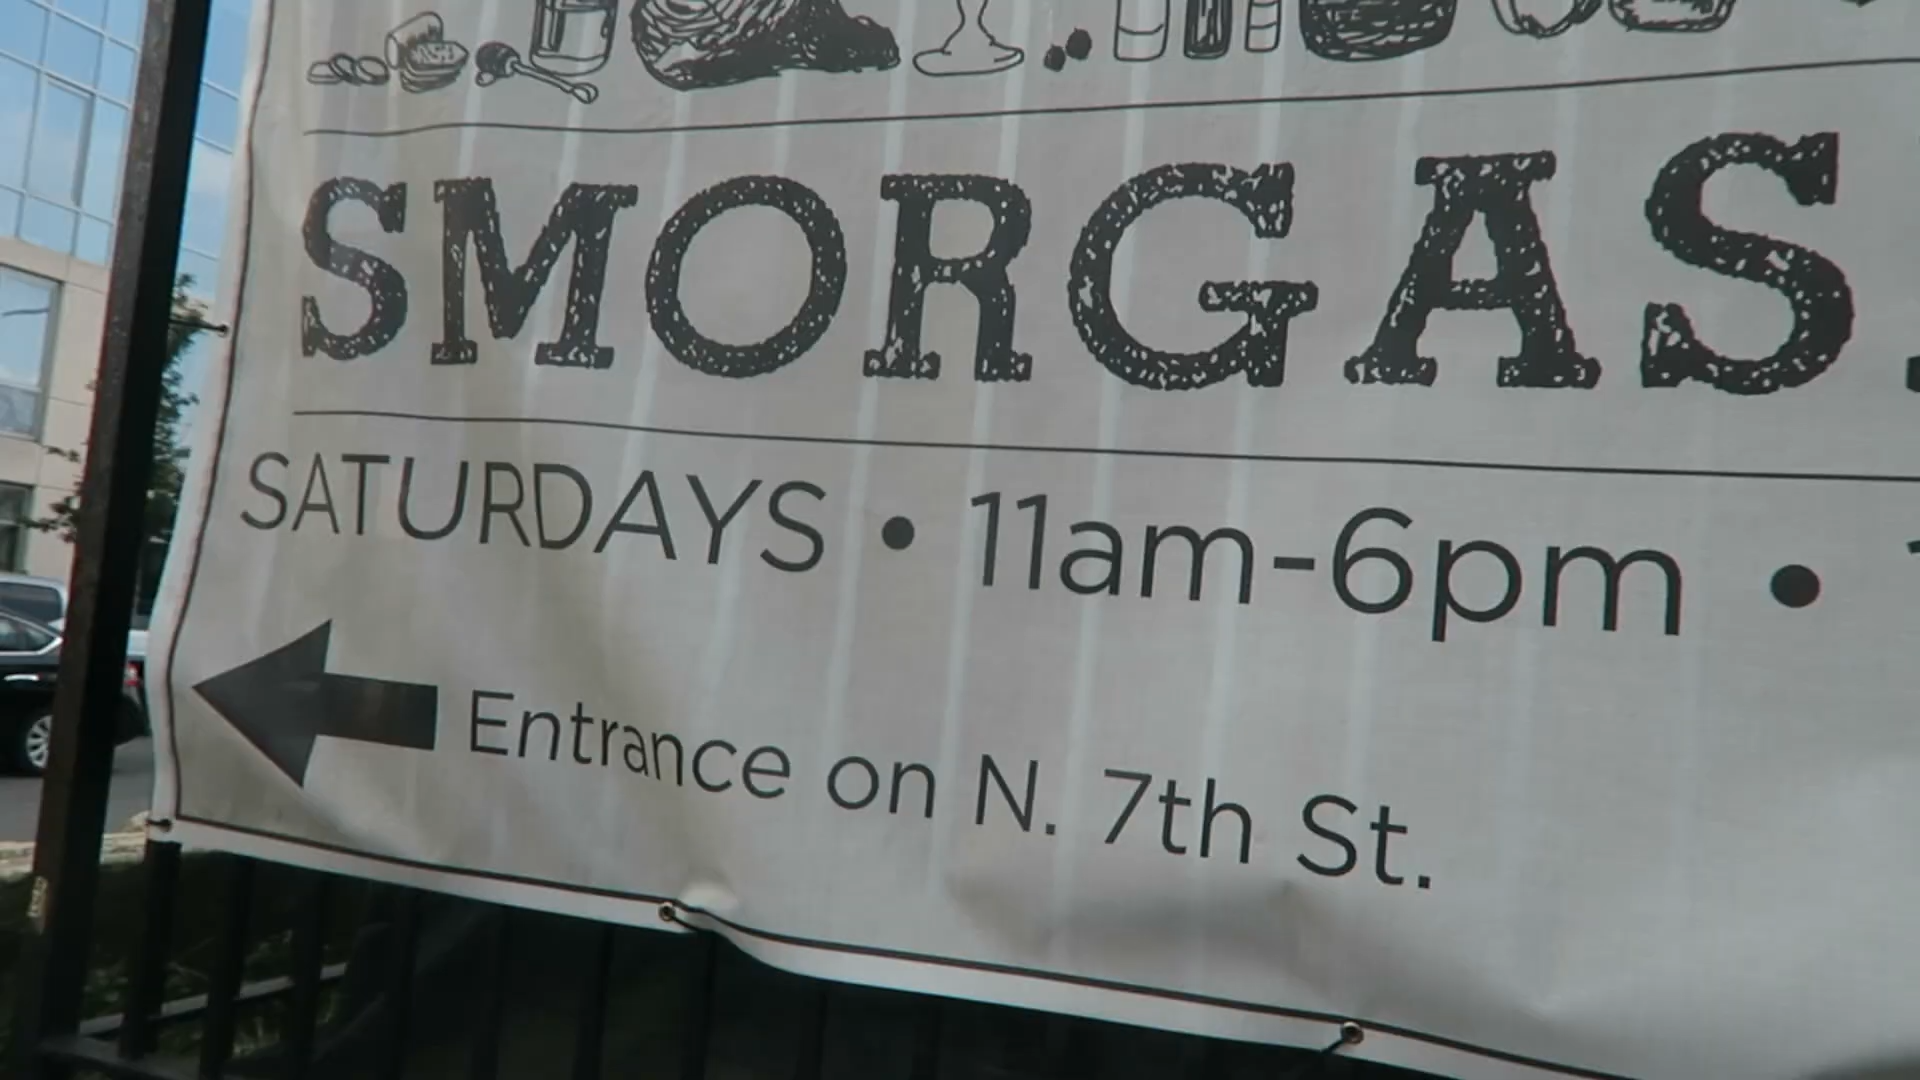 SMORGAS
SATURDAYS • 11am-6pm •
Entrance on N. 7th St.